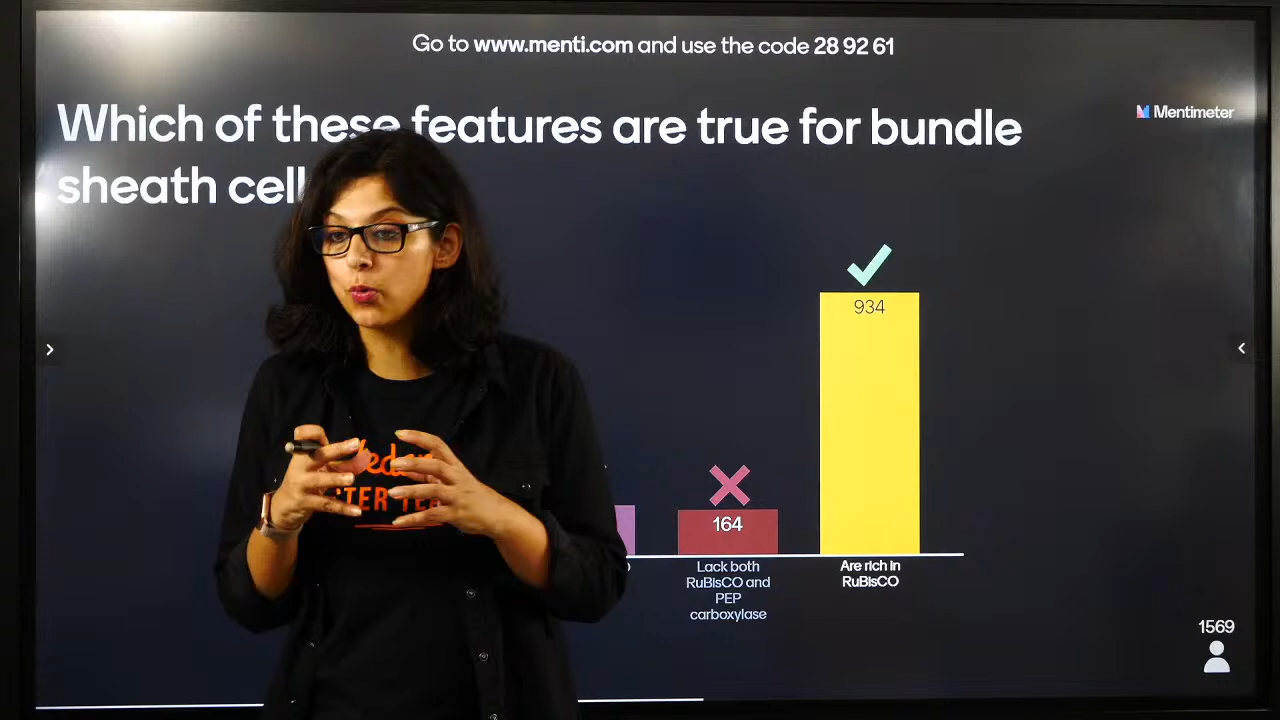 Go to www.menti.com and use the code 28 92 61
Which of these features are true for bundle
sheath cell
Mentimeter
934
164
Lack both
RuBisCO and
PEP
carboxylase
Are rich in
RuBisCO
1569